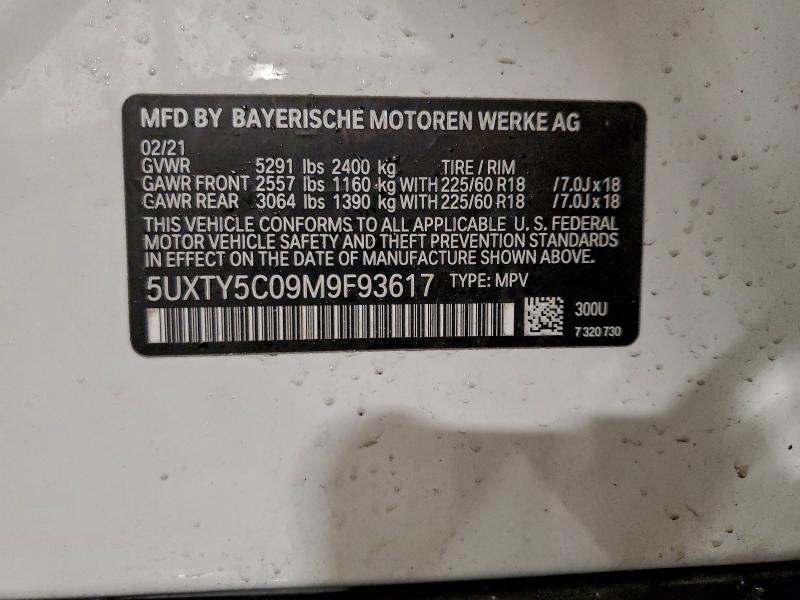 MFD BY BAYERISCHE MOTOREN WERKE AG
02/21
GVWR 5291 lbs 2400 kg TIRE / RIM
GAWR FRONT 2557 lbs 1160 kg WITH 225/60 R18 /7.0J x 18
GAWR REAR 3064 lbs 1390 kg WITH 225/60 R18 /7.0J x 18
THIS VEHICLE CONFORMS TO ALL APPLICABLE U. S. FEDERAL
MOTOR VEHICLE SAFETY AND THEFT PREVENTION STANDARDS
IN EFFECT ON THE DATE OF MANUFACTURE SHOWN ABOVE.
5UXTY5C09M9F93617 TYPE: MPV
300U
7 320 730